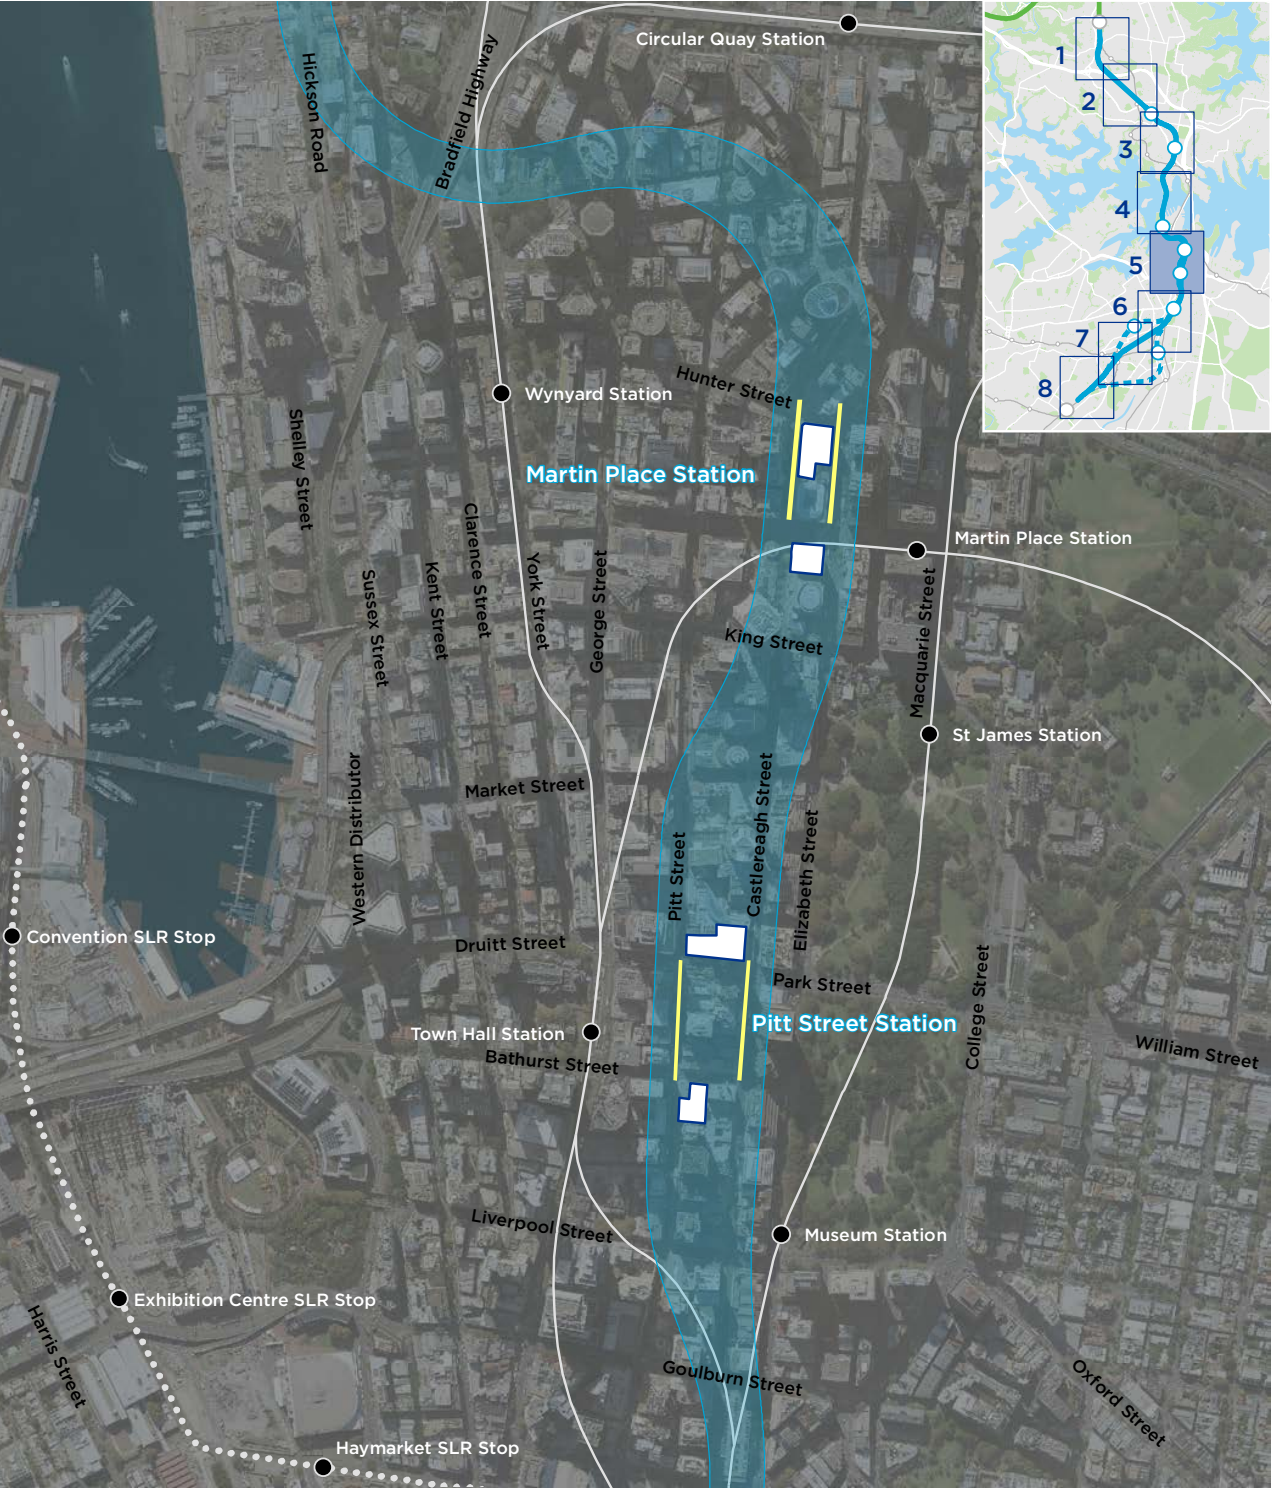 Circular Quay Station
Hickson Road
Bradfield Highway
1
2
3
4
5
6
7
8
Hunter Street
Wynyard Station
Martin Place Station
Shelley Street
Clarence Street
Martin Place Station
York Street
George Street
Kent Street
Sussex Street
Macquarie Street
King Street
St James Station
Market Street
Western Distributor
Castlereagh Street
Elizabeth Street
Pitt Street
Convention SLR Stop
Druitt Street
Park Street
College Street
Pitt Street Station
Town Hall Station
Bathurst Street
William Street
Liverpool Street
Museum Station
Exhibition Centre SLR Stop
Harris Street
Goulburn Street
Oxford Street
Haymarket SLR Stop